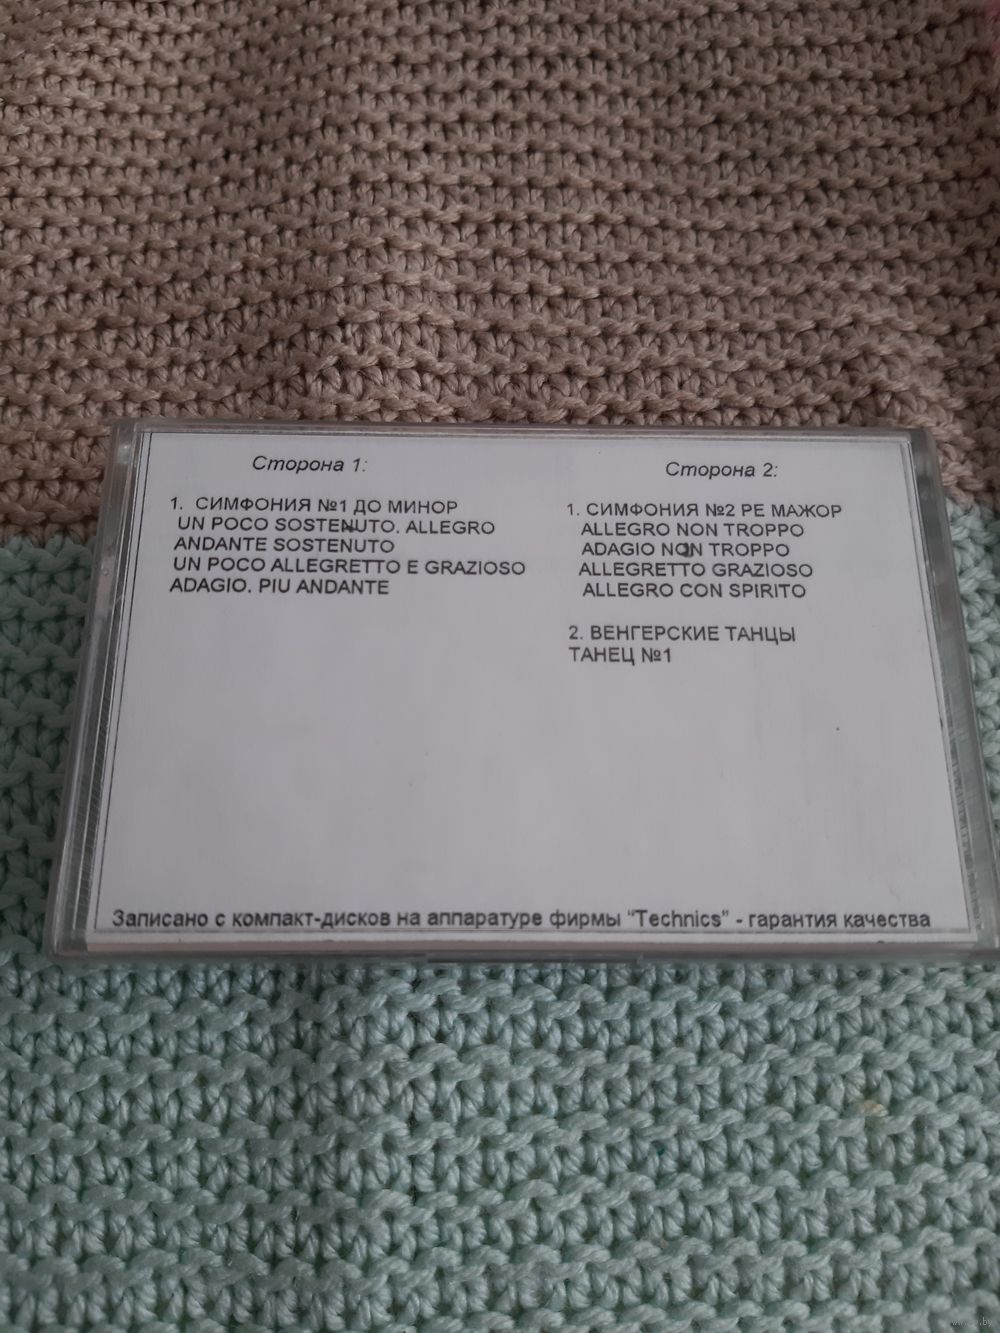 Сторона 1:
1. СИМФОНИЯ №1 ДО МИНОР
UN POCO SOSTENUTO. ALLEGRO
ANDANTE SOSTENUTO
UN POCO ALLEGRETTO E GRAZIOSO
ADAGIO. PIU ANDANTE
Сторона 2:
1. СИМФОНИЯ №2 РЕ МАЖОР
ALLEGRO NON TROPPO
ADAGIO NON TROPPO
ALLEGRETTO GRAZIOSO
ALLEGRO CON SPIRITO
2. ВЕНГЕРСКИЕ ТАНЦЫ
ТАНЕЦ №1
Записано с компакт-дисков на аппаратуре фирмы “Technics” - гарантия качества